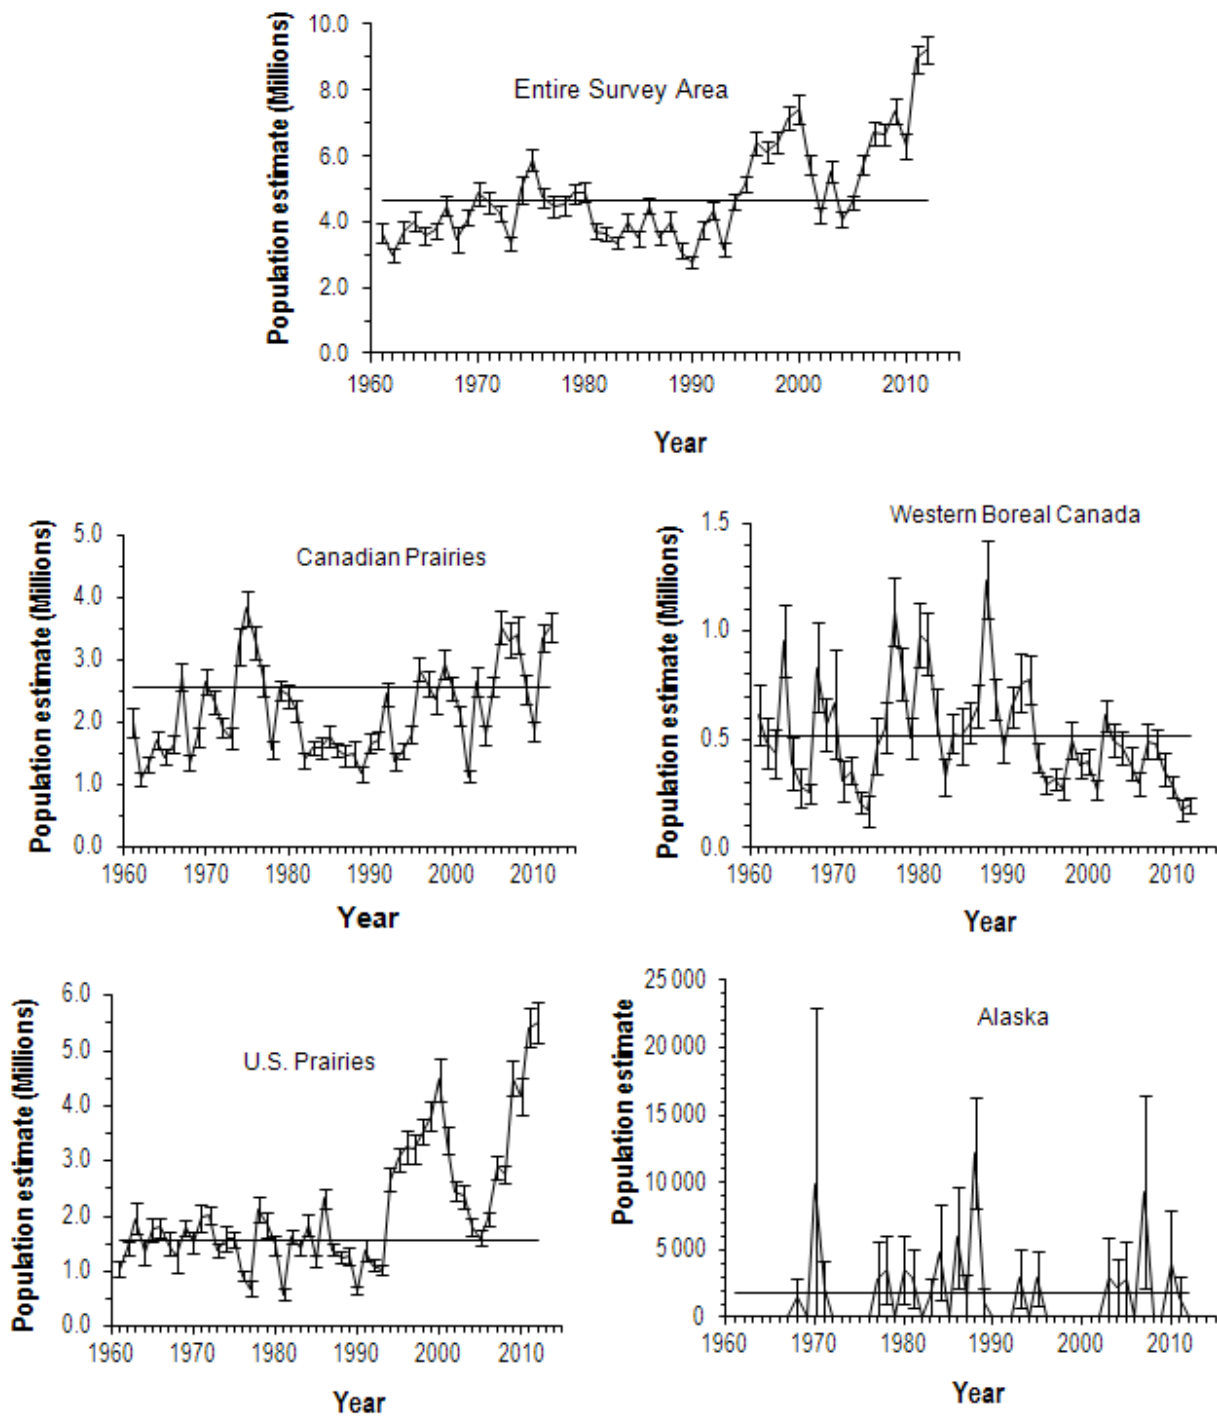 Population estimate (Millions)
10.0
8.0
6.0
4.0
2.0
0.0
Entire Survey Area
1960 1970 1980 1990 2000 2010
Year
Population estimate (Millions)
5.0
4.0
3.0
2.0
1.0
0.0
Canadian Prairies
1960 1970 1980 1990 2000 2010
Year
Population estimate (Millions)
1.5
1.0
0.5
0.0
Western Boreal Canada
1960 1970 1980 1990 2000 2010
Year
Population estimate (Millions)
6.0
5.0
4.0
3.0
2.0
1.0
0.0
U.S. Prairies
1960 1970 1980 1990 2000 2010
Year
Population estimate
25 000
20 000
15 000
10 000
5 000
0
Alaska
1960 1970 1980 1990 2000 2010
Year